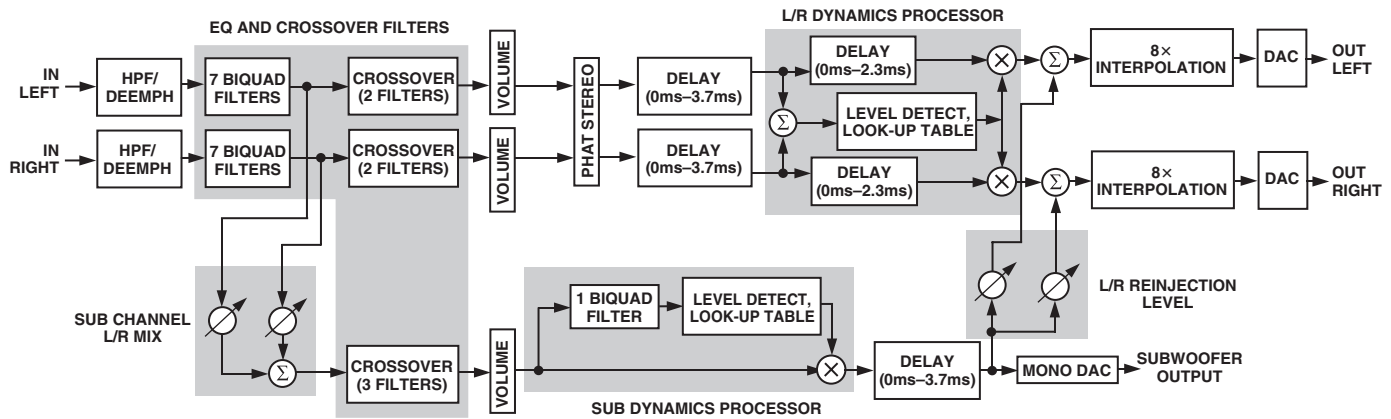 EQ AND CROSSOVER FILTERS
L/R DYNAMICS PROCESSOR
IN
LEFT
HPF/
DEEMPH
7 BIQUAD
FILTERS
CROSSOVER
(2 FILTERS)
VOLUME
PHAT STEREO
DELAY
(0ms–3.7ms)
DELAY
(0ms–2.3ms)
×
Σ
8×
INTERPOLATION
DAC
OUT
LEFT
Σ
LEVEL DETECT,
LOOK-UP TABLE
IN
RIGHT
HPF/
DEEMPH
7 BIQUAD
FILTERS
CROSSOVER
(2 FILTERS)
VOLUME
DELAY
(0ms–3.7ms)
DELAY
(0ms–2.3ms)
×
Σ
8×
INTERPOLATION
DAC
OUT
RIGHT
SUB CHANNEL
L/R MIX
1 BIQUAD
FILTER
LEVEL DETECT,
LOOK-UP TABLE
L/R REINJECTION
LEVEL
Σ
CROSSOVER
(3 FILTERS)
VOLUME
×
DELAY
(0ms–3.7ms)
MONO DAC
SUBWOOFER
OUTPUT
SUB DYNAMICS PROCESSOR